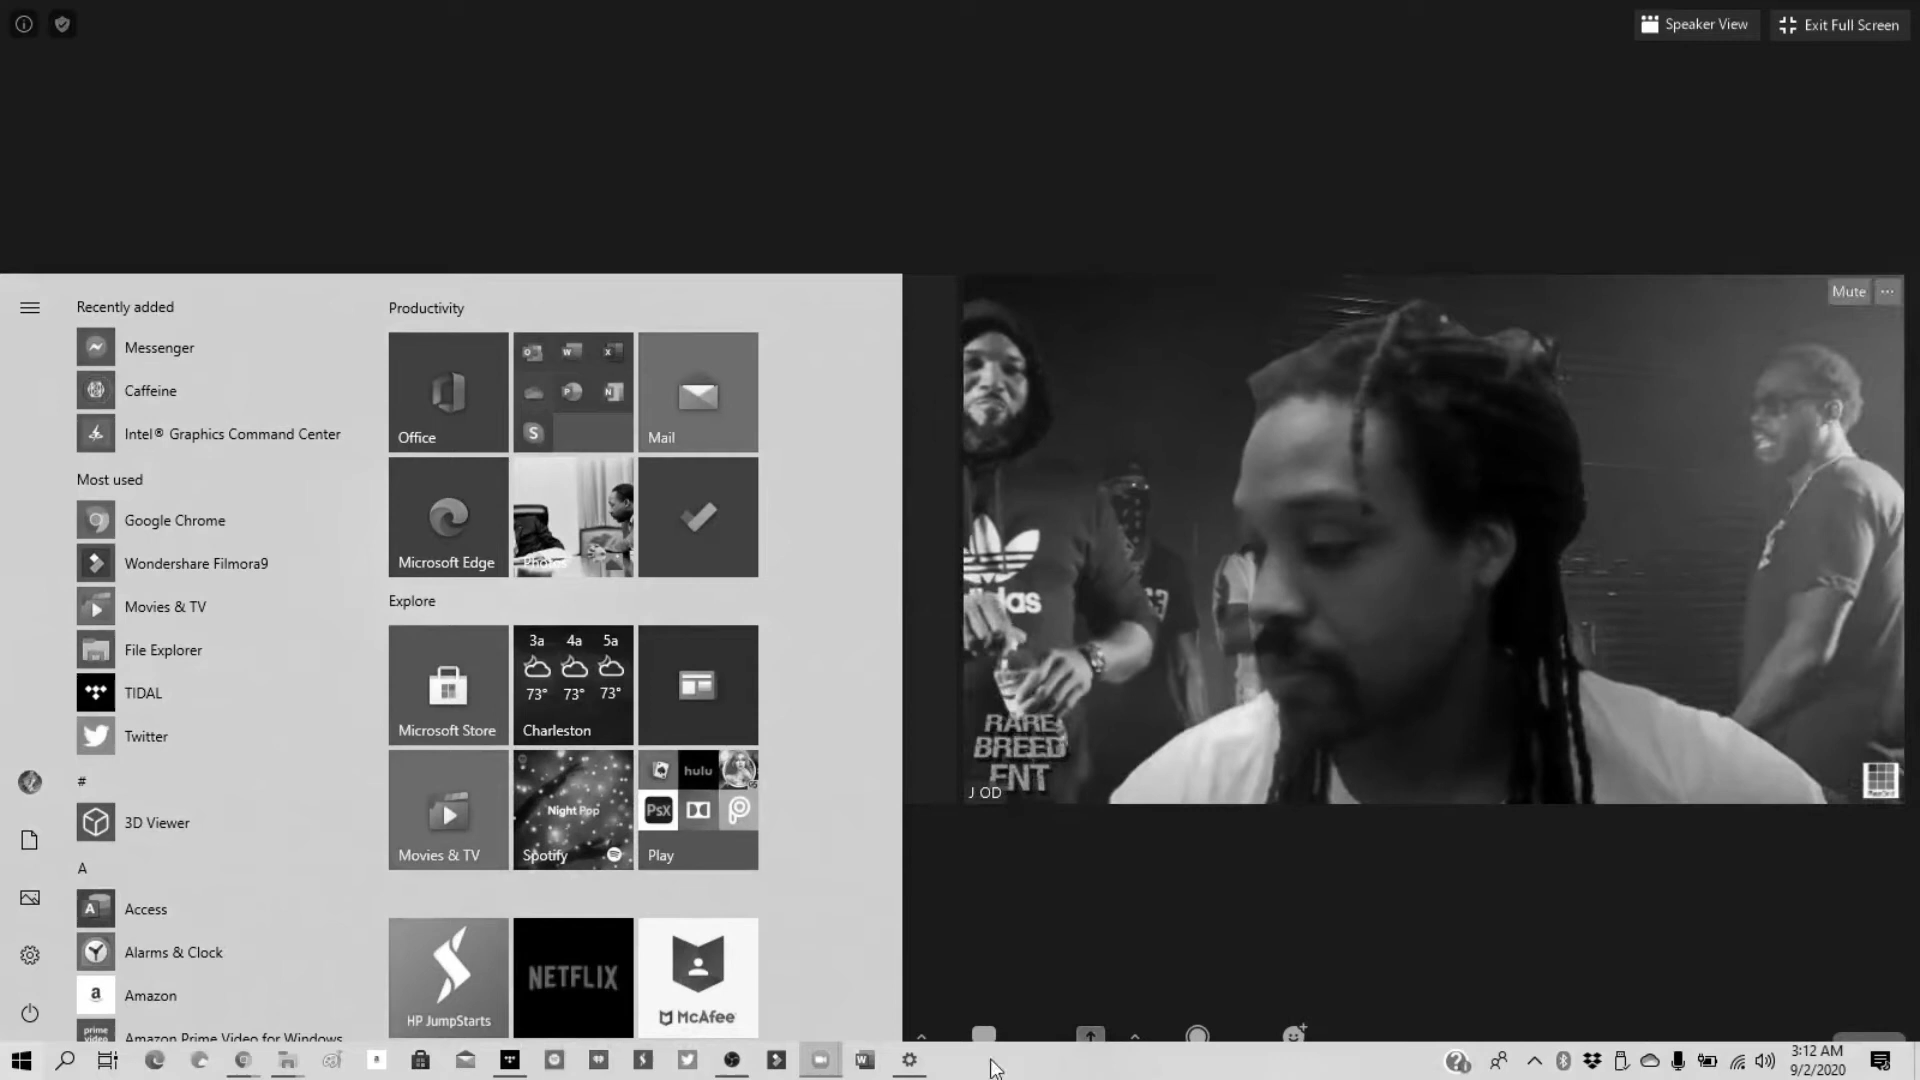 Speaker View
Exit Full Screen
Recently added
Messenger
Caffeine
Intel® Graphics Command Center
Most used
Google Chrome
Wondershare Filmora9
Movies & TV
File Explorer
TIDAL
Twitter
#
3D Viewer
A
Access
Alarms & Clock
Amazon
Amazon Prime Video for Windows
Productivity
Office
Mail
Microsoft Edge
Photos
Explore
Microsoft Store
3a 4a 5a
73° 73° 73°
Charleston
Movies & TV
Night Pop
Spotify
hulu
PsX
Play
HP JumpStarts
NETFLIX
McAfee
Mute
adidas
RARE
BREED
ENT
J OD
3:12 AM
9/2/2020